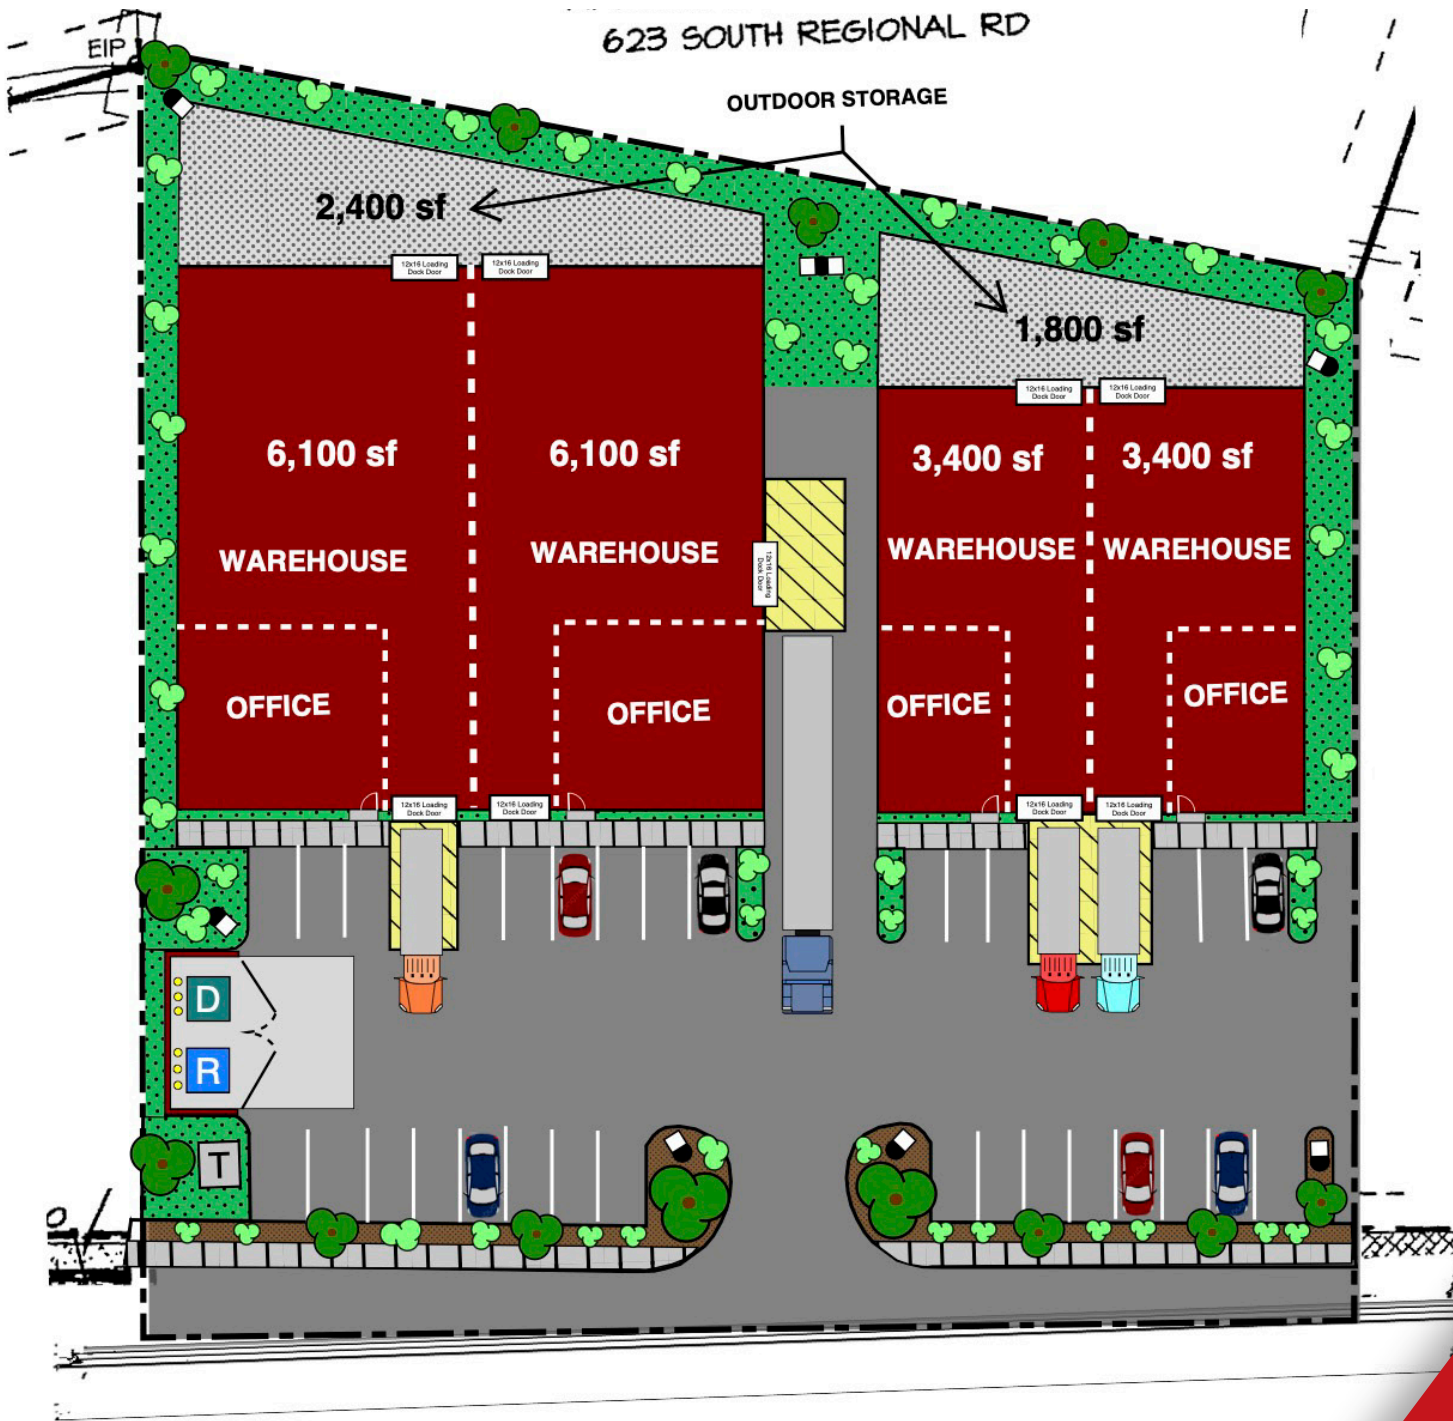 623 SOUTH REGIONAL RD
EIP
OUTDOOR STORAGE
2,400 sf
12x16 Loading
Dock Door
12x16 Loading
Dock Door
1,800 sf
12x16 Loading
Dock Door
12x16 Loading
Dock Door
6,100 sf
6,100 sf
3,400 sf
3,400 sf
WAREHOUSE
WAREHOUSE
12x16 Loading
Dock Door
WAREHOUSE
WAREHOUSE
OFFICE
OFFICE
OFFICE
OFFICE
12x16 Loading
Dock Door
12x16 Loading
Dock Door
12x16 Loading
Dock Door
12x16 Loading
Dock Door
D
R
T